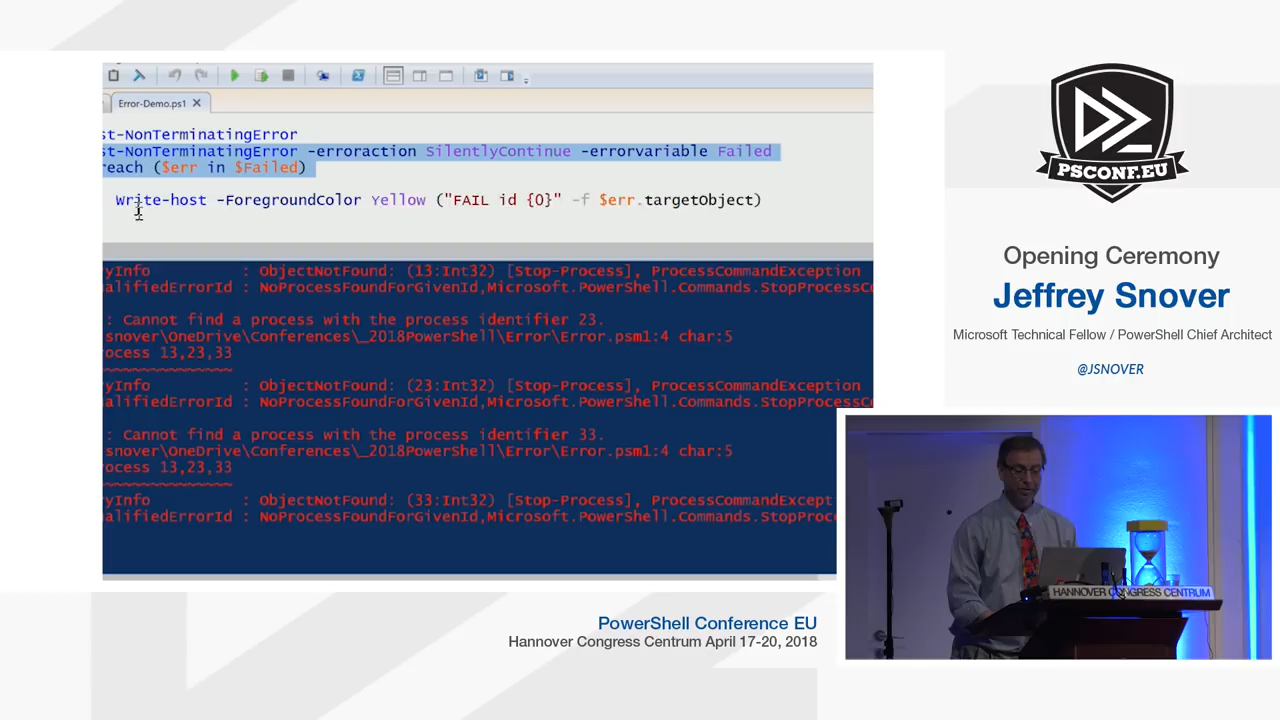 Error-Demo.ps1
st-NonTerminatingError
st-NonTerminatingError -erroraction SilentlyContinue -errorvariable Failed
reach ($err in $Failed)
Write-host -ForegroundColor Yellow ("FAIL id {0}" -f $err.targetObject)
ryInfo : ObjectNotFound: (13:Int32) [Stop-Process], ProcessCommandException
alifiedErrorId : NoProcessFoundForGivenId,Microsoft.PowerShell.Commands.StopProcessCo
: Cannot find a process with the process identifier 23.
snover\OneDrive\Conferences\_2018PowerShell\Error\Error.psm1:4 char:5
ocess 13,23,33
~~~~~~~~~~~~~~
ryInfo : ObjectNotFound: (23:Int32) [Stop-Process], ProcessCommandException
alifiedErrorId : NoProcessFoundForGivenId,Microsoft.PowerShell.Commands.StopProcessCo
: Cannot find a process with the process identifier 33.
snover\OneDrive\Conferences\_2018PowerShell\Error\Error.psm1:4 char:5
ocess 13,23,33
~~~~~~~~~~~~~~
ryInfo : ObjectNotFound: (33:Int32) [Stop-Process], ProcessCommandExcept
alifiedErrorId : NoProcessFoundForGivenId,Microsoft.PowerShell.Commands.StopProce
PSCONF.EU
Opening Ceremony
Jeffrey Snover
Microsoft Technical Fellow / PowerShell Chief Architect
@JSNOVER
HANNOVER CONGRESS CENTRUM
PowerShell Conference EU
Hannover Congress Centrum April 17-20, 2018